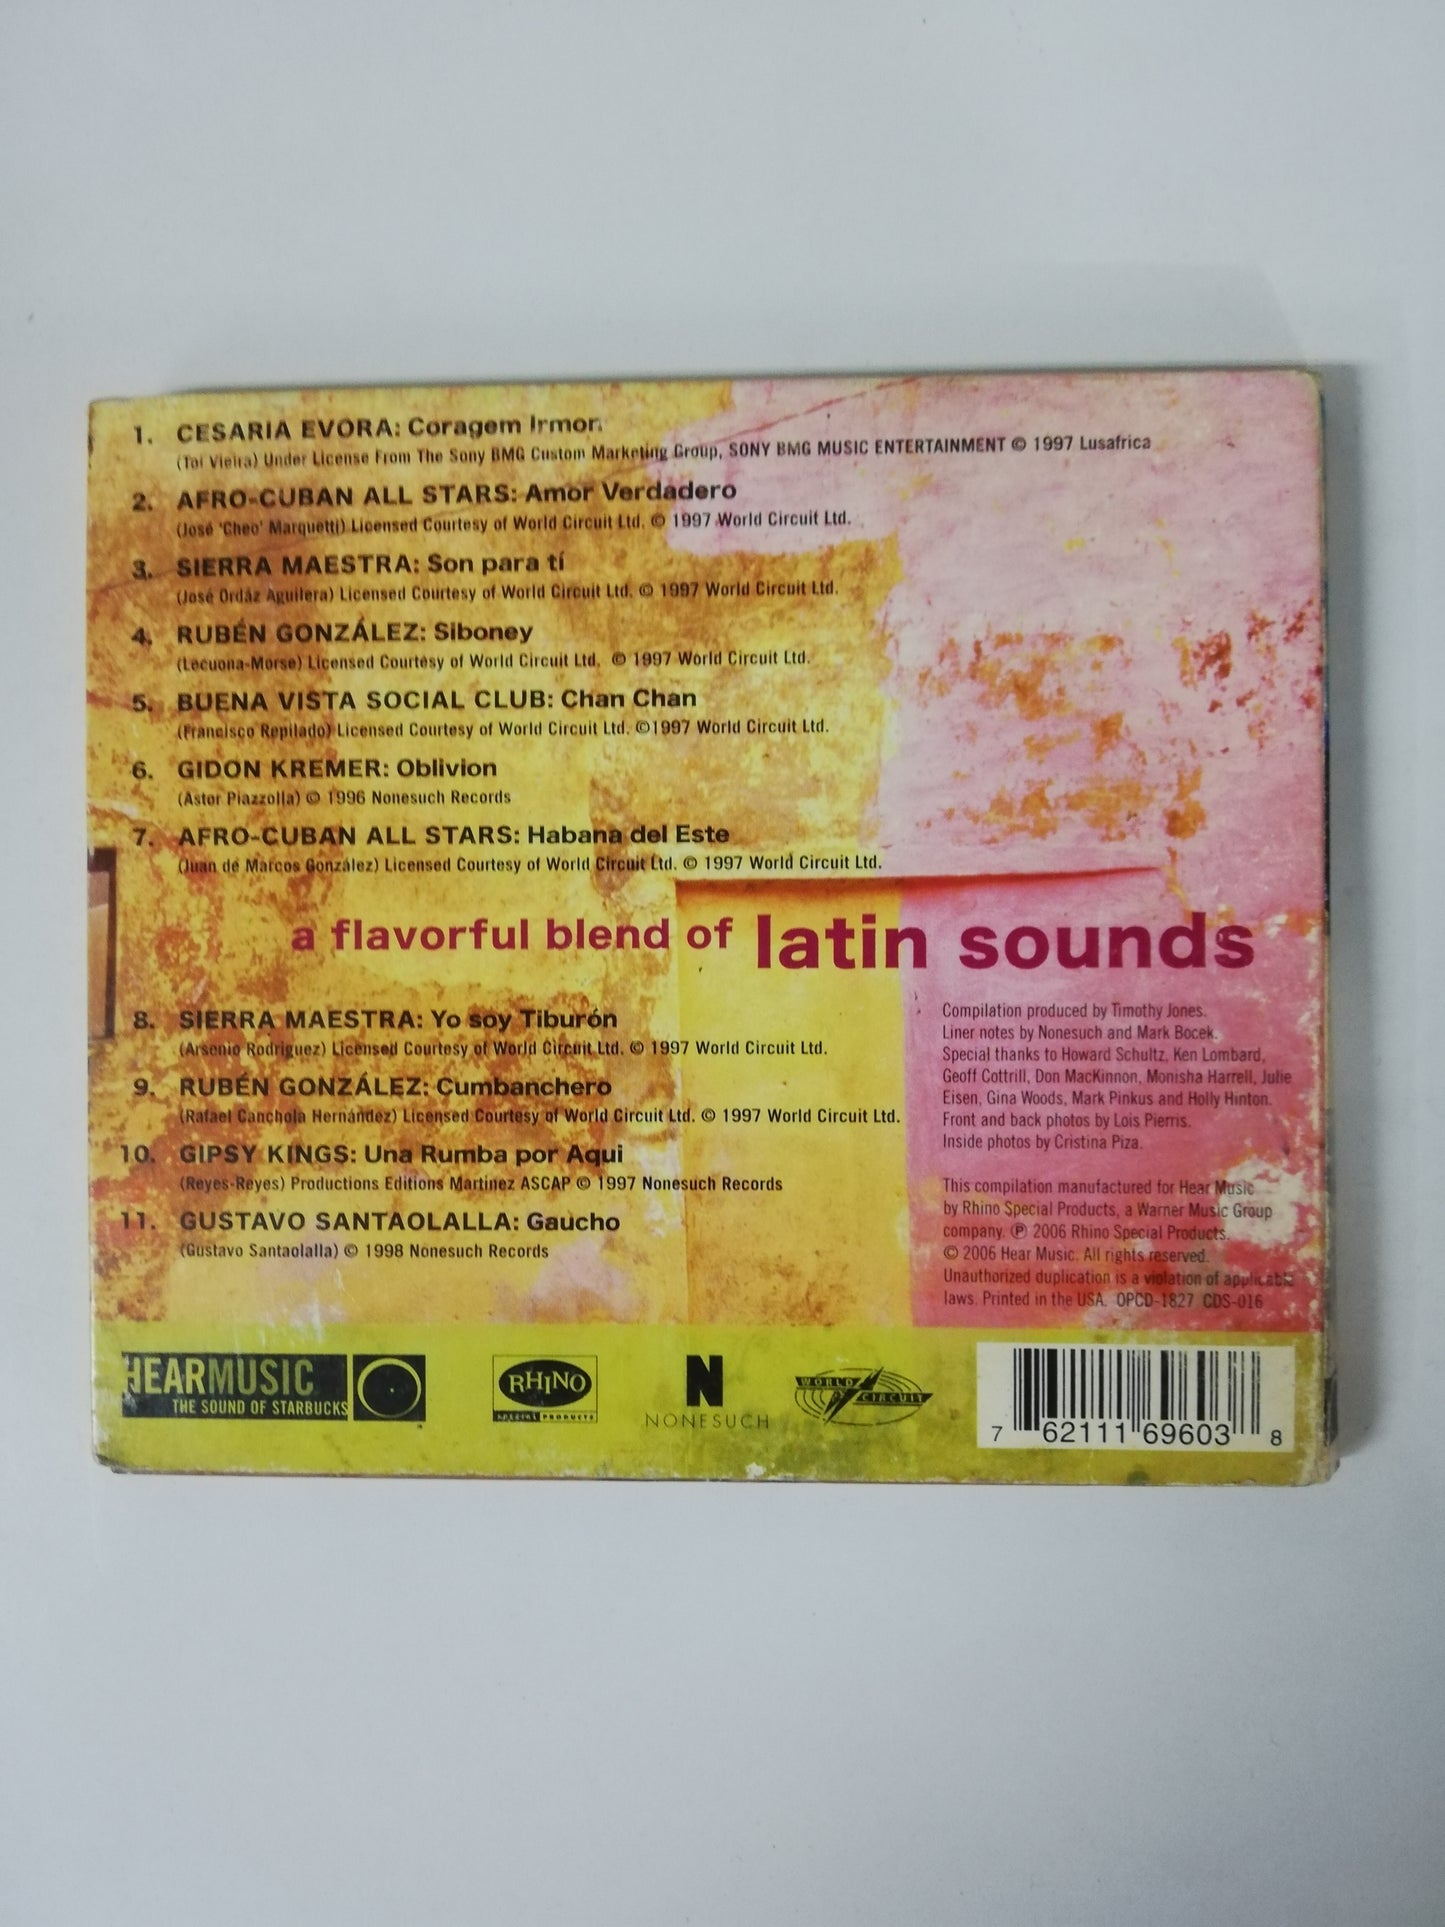 1. CESARIA EVORA: Coragem Irmon
(Toi Vieira) Under License From The Sony BMG Custom Marketing Group, SONY BMG MUSIC ENTERTAINMENT © 1997 Lusafrica
2. AFRO-CUBAN ALL STARS: Amor Verdadero
(José 'Cheo' Marquetti) Licensed Courtesy of World Circuit Ltd. © 1997 World Circuit Ltd.
3. SIERRA MAESTRA: Son para tí
(José Ordáz Aguilera) Licensed Courtesy of World Circuit Ltd. © 1997 World Circuit Ltd.
4. RUBÉN GONZÁLEZ: Siboney
(Lecuona-Morse) Licensed Courtesy of World Circuit Ltd. © 1997 World Circuit Ltd.
5. BUENA VISTA SOCIAL CLUB: Chan Chan
(Francisco Repilado) Licensed Courtesy of World Circuit Ltd. ©1997 World Circuit Ltd.
6. GIDON KREMER: Oblivion
(Astor Piazzolla) © 1996 Nonesuch Records
7. AFRO-CUBAN ALL STARS: Habana del Este
(Juan de Marcos González) Licensed Courtesy of World Circuit Ltd. © 1997 World Circuit Ltd.
a flavorful blend of latin sounds
8. SIERRA MAESTRA: Yo soy Tiburón
(Arsenio Rodriguez) Licensed Courtesy of World Circuit Ltd. © 1997 World Circuit Ltd.
9. RUBÉN GONZÁLEZ: Cumbanchero
(Rafael Canchola Hernández) Licensed Courtesy of World Circuit Ltd. © 1997 World Circuit Ltd.
10. GIPSY KINGS: Una Rumba por Aqui
(Reyes-Reyes) Productions Editions Martinez ASCAP © 1997 Nonesuch Records
11. GUSTAVO SANTAOLALLA: Gaucho
(Gustavo Santaolalla) © 1998 Nonesuch Records
Compilation produced by Timothy Jones.
Liner notes by Nonesuch and Mark Bocek.
Special thanks to Howard Schultz, Ken Lombard,
Geoff Cottrill, Don MacKinnon, Monisha Harrell, Julie
Eisen, Gina Woods, Mark Pinkus and Holly Hinton.
Front and back photos by Lois Pierris.
Inside photos by Cristina Piza.
This compilation manufactured for Hear Music
by Rhino Special Products, a Warner Music Group
company. ℗ 2006 Rhino Special Products.
© 2006 Hear Music. All rights reserved.
Unauthorized duplication is a violation of applicable
laws. Printed in the USA. OPCD-1827 CDS-016
HEARMUSIC
THE SOUND OF STARBUCKS
RHINO
SPECIAL PRODUCTS
N
NONESUCH
WORLD CIRCUIT
7 62111 69603 8